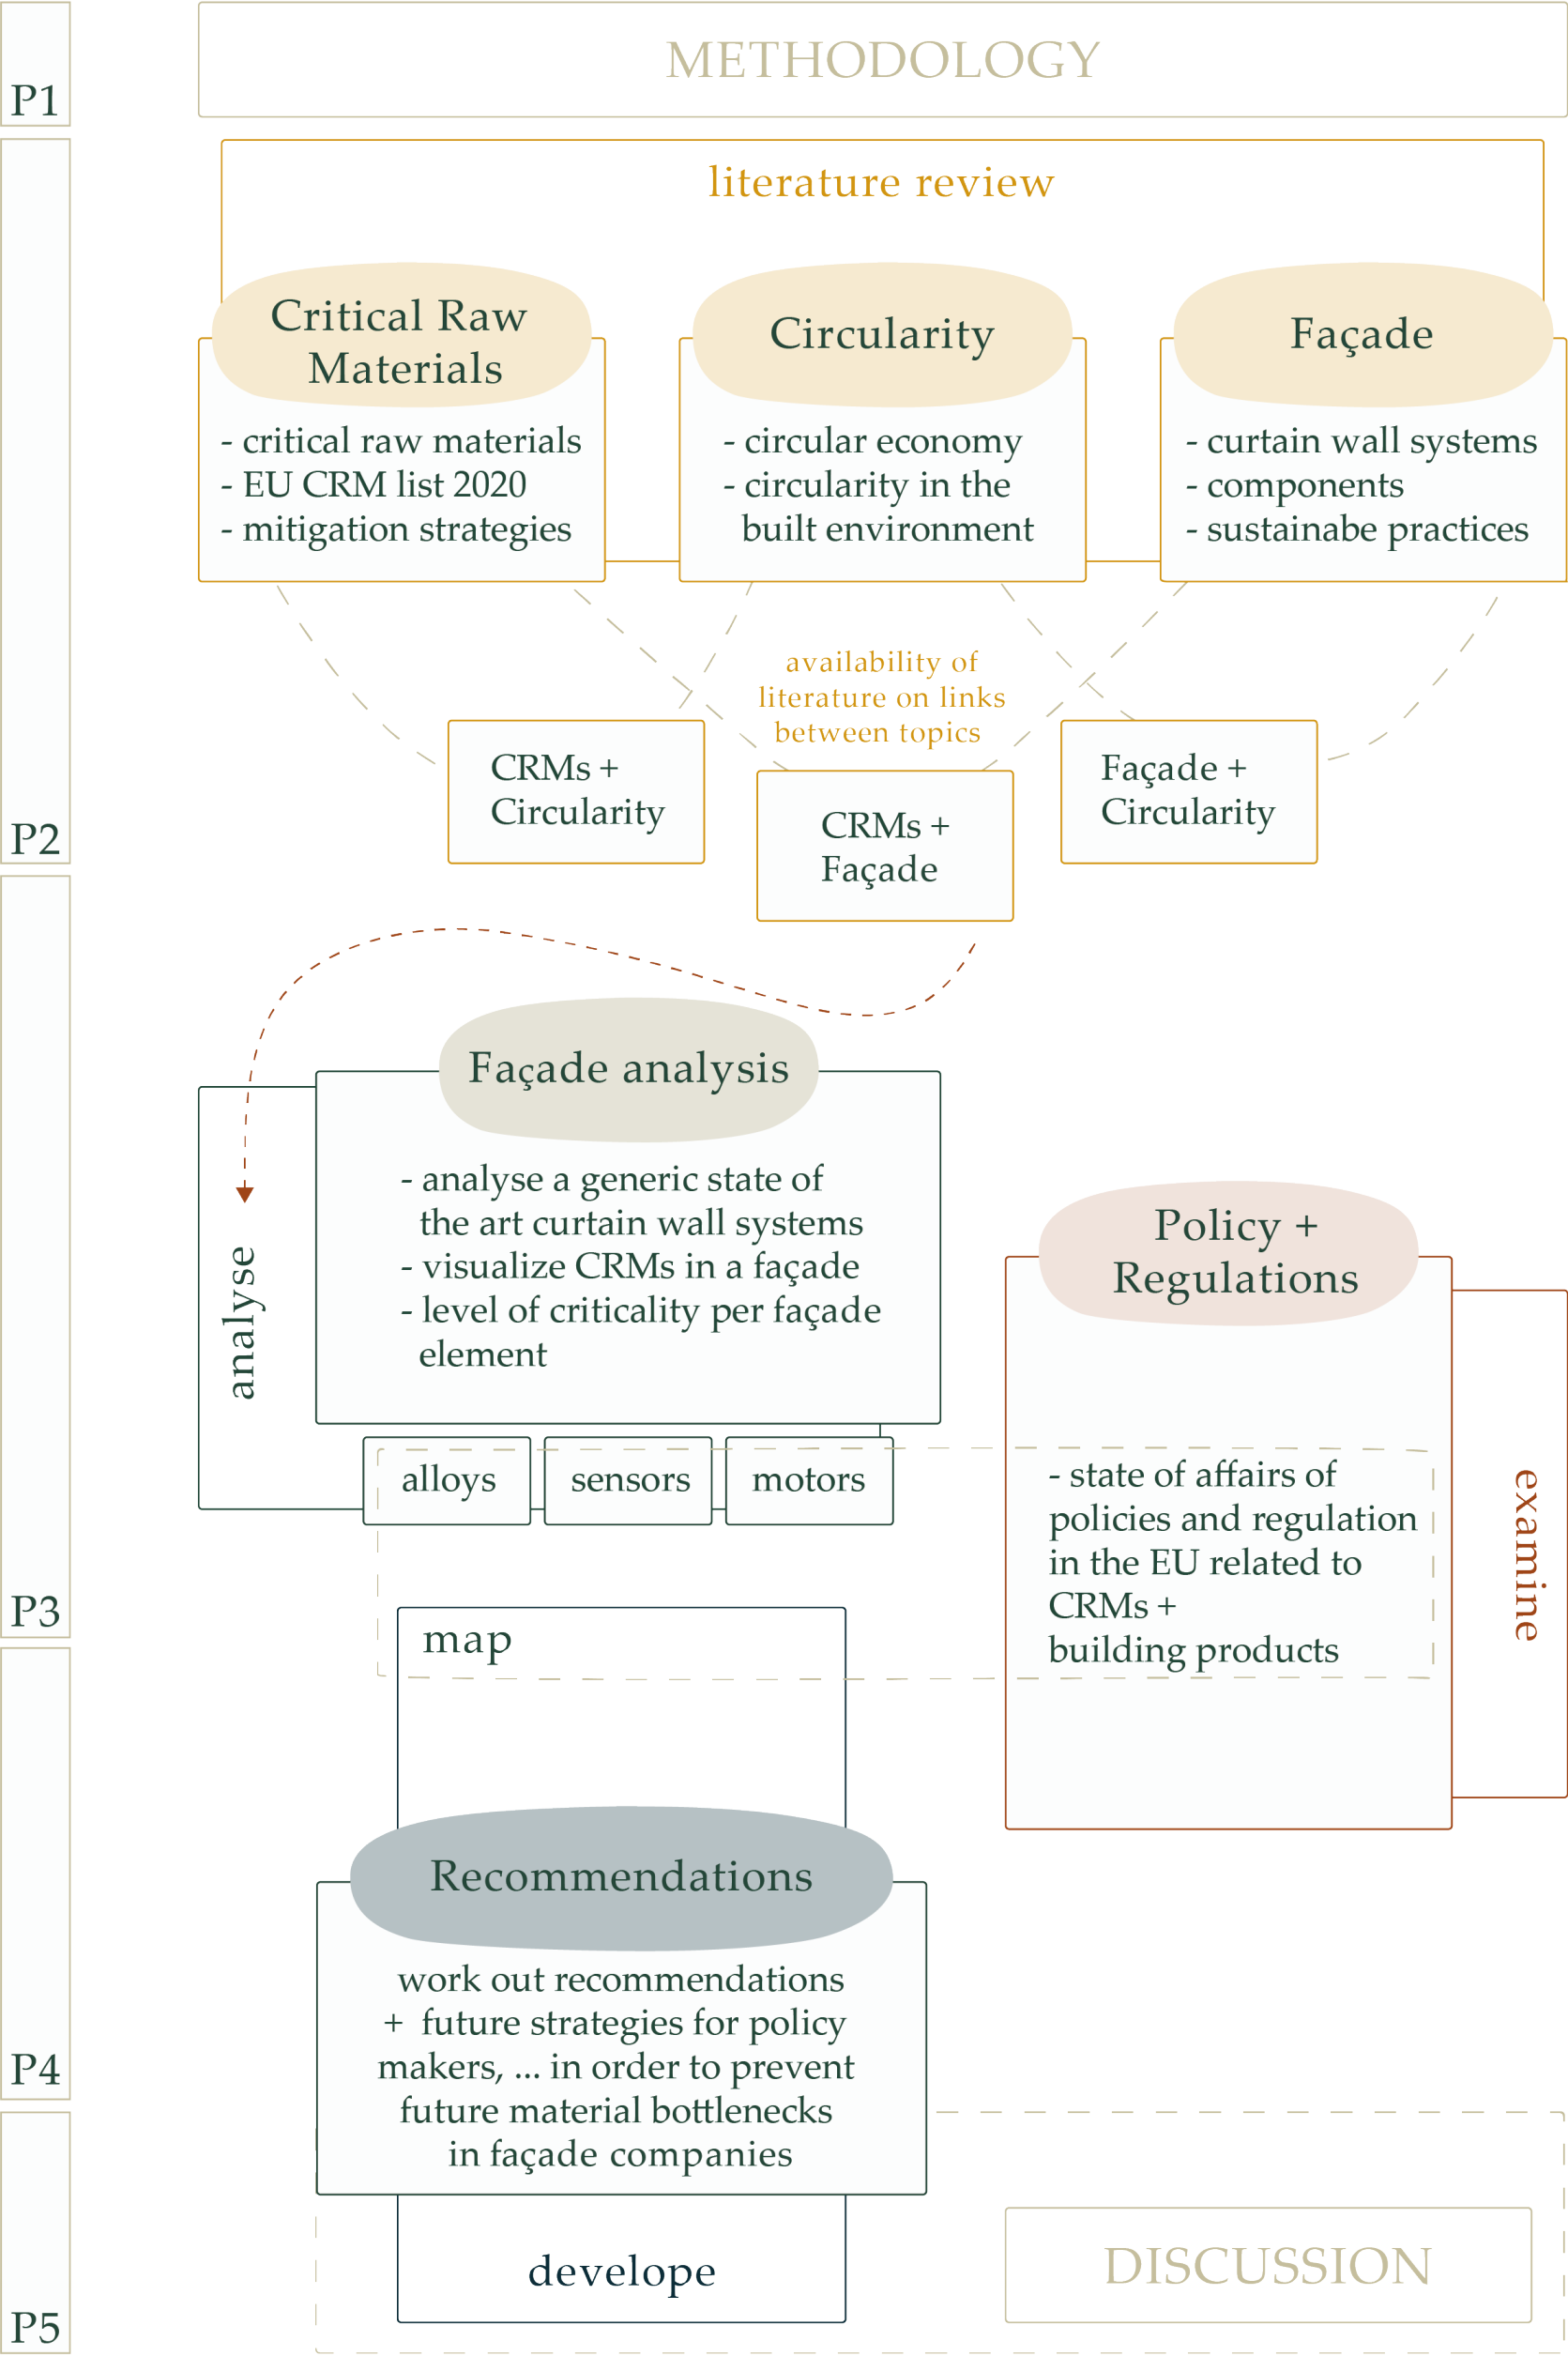 P1
METHODOLOGY
literature review
Critical Raw
Materials
- critical raw materials
- EU CRM list 2020
- mitigation strategies
Circularity
- circular economy
- circularity in the
built environment
Façade
- curtain wall systems
- components
- sustainabe practices
availability of
literature on links
between topics
CRMs +
Circularity
CRMs +
Façade
Façade +
Circularity
P2
analyse
Façade analysis
- analyse a generic state of
the art curtain wall systems
- visualize CRMs in a façade
- level of criticality per façade
element
alloys
sensors
motors
Policy +
Regulations
- state of affairs of
policies and regulation
in the EU related to
CRMs +
building products
examine
P3
map
Recommendations
work out recommendations
+ future strategies for policy
makers, ... in order to prevent
future material bottlenecks
in façade companies
P4
develope
DISCUSSION
P5